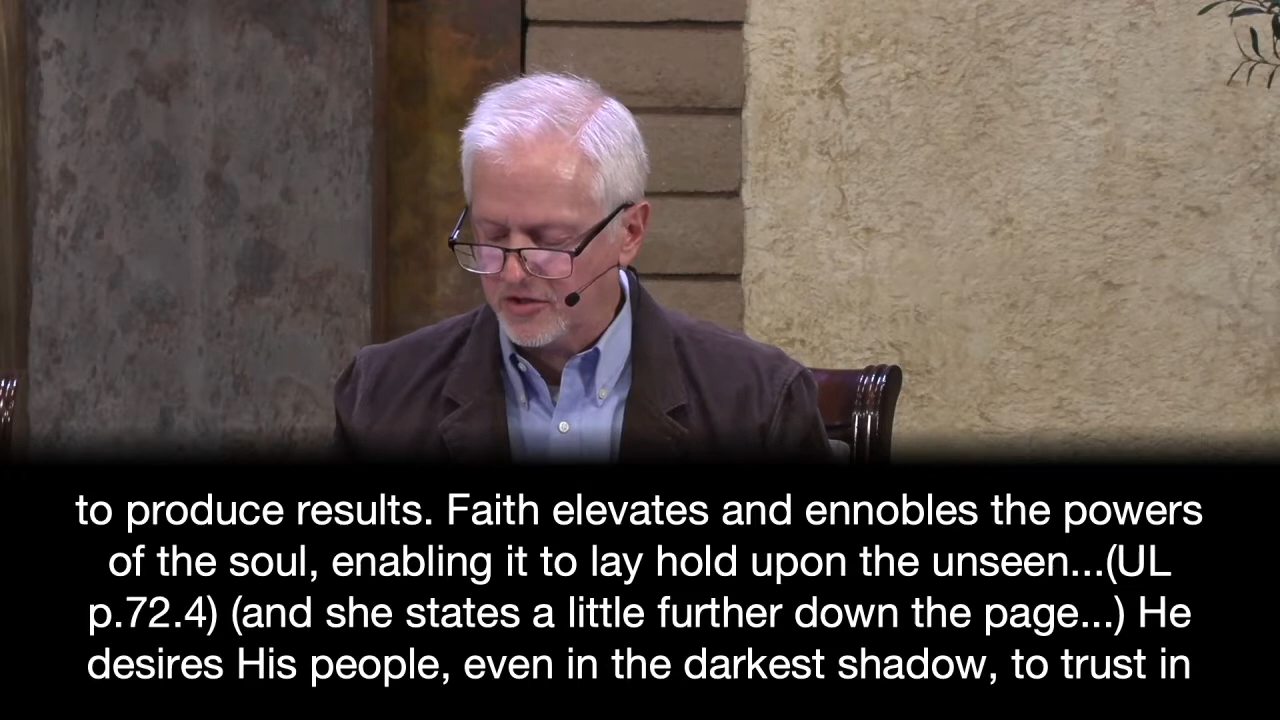 to produce results. Faith elevates and ennobles the powers
of the soul, enabling it to lay hold upon the unseen...(UL
p.72.4) (and she states a little further down the page...) He
desires His people, even in the darkest shadow, to trust in